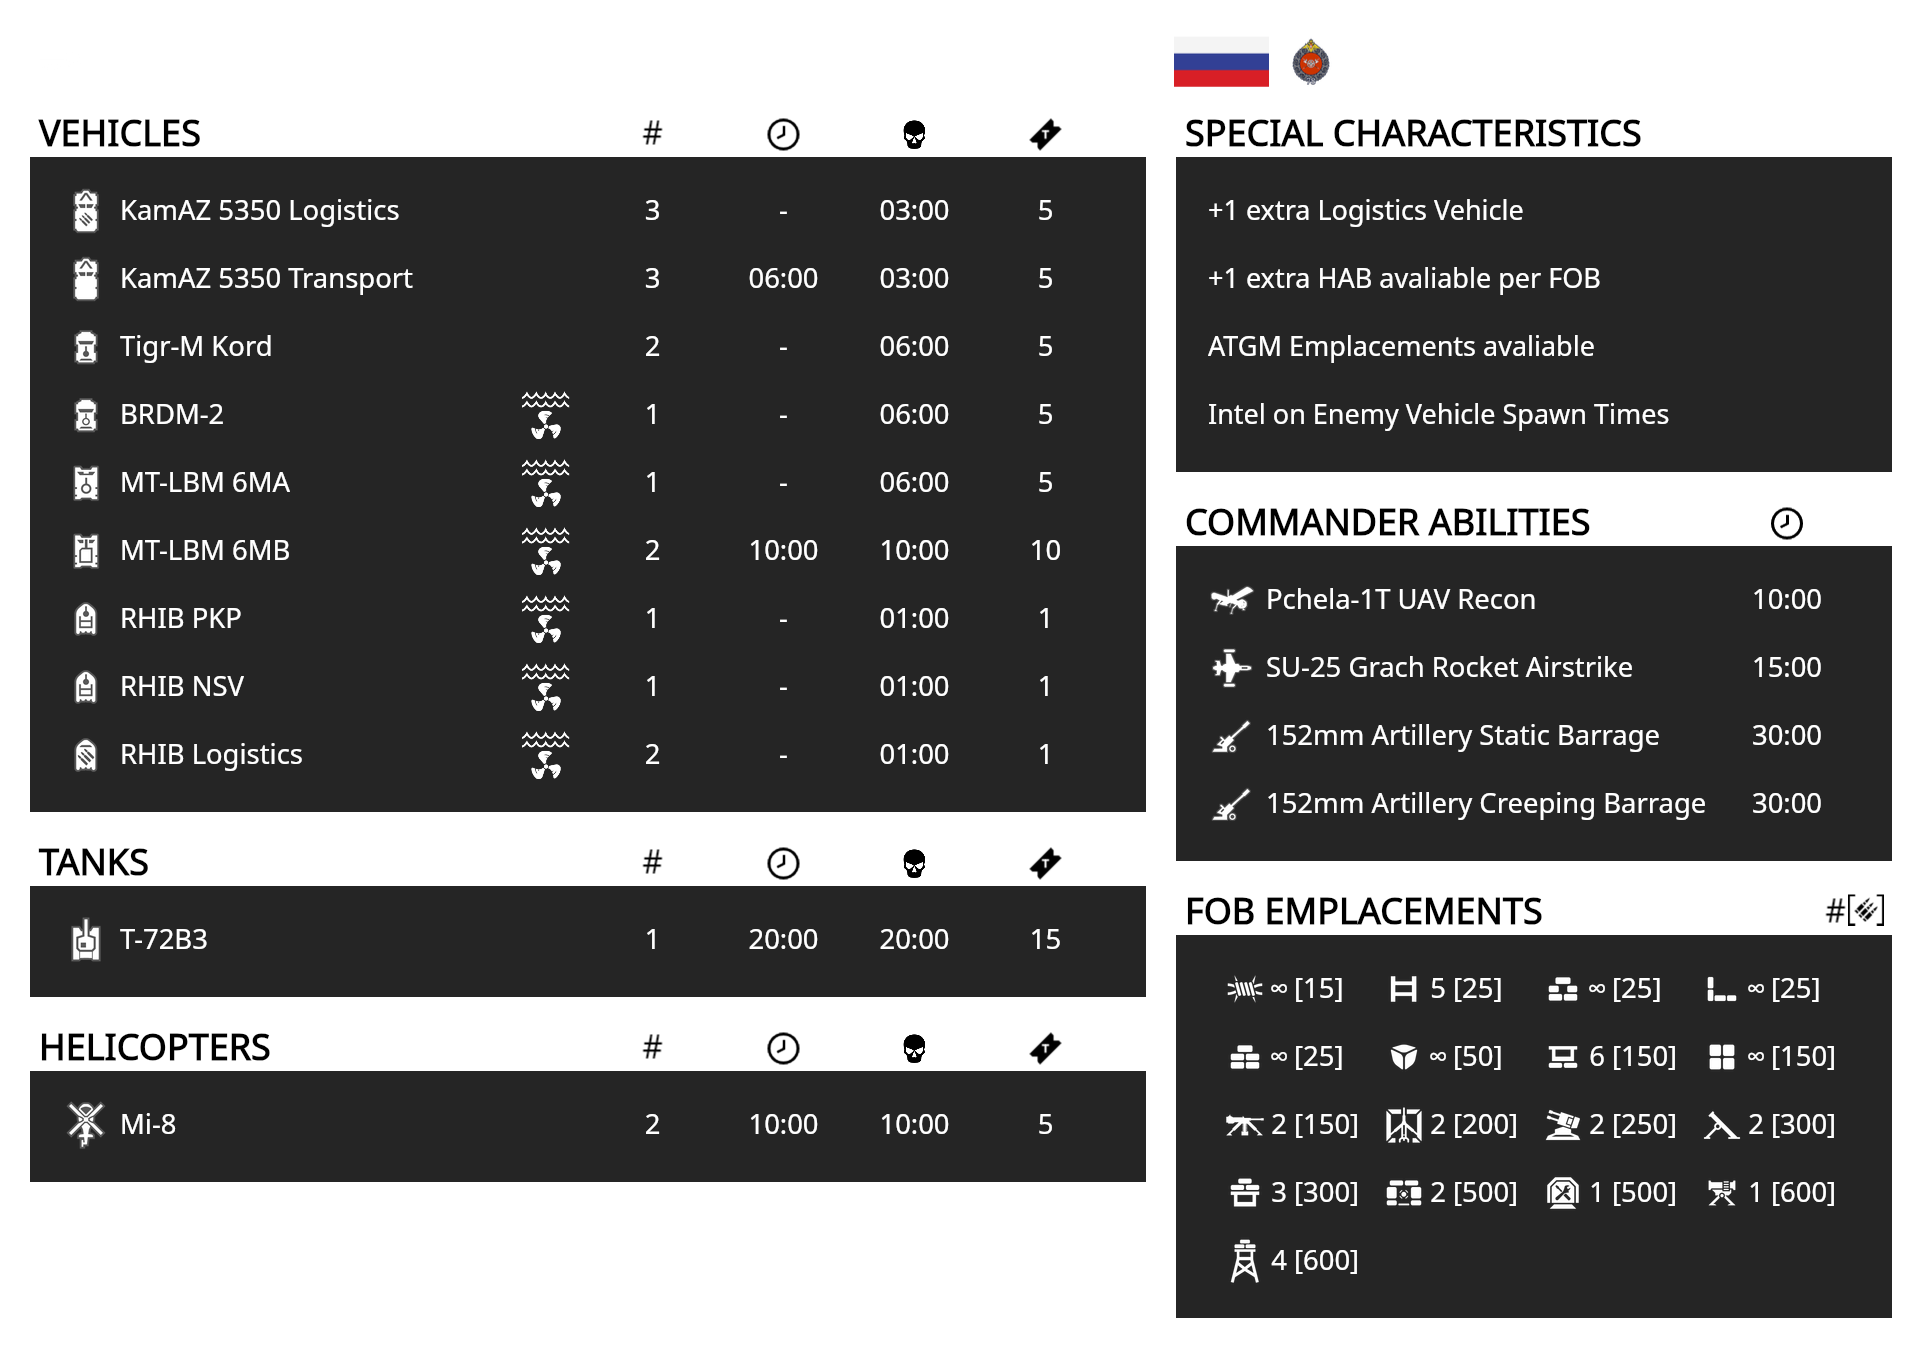 VEHICLES #
KamAZ 5350 Logistics 3 - 03:00 5
KamAZ 5350 Transport 3 06:00 03:00 5
Tigr-M Kord 2 - 06:00 5
BRDM-2 1 - 06:00 5
MT-LBM 6MA 1 - 06:00 5
MT-LBM 6MB 2 10:00 10:00 10
RHIB PKP 1 - 01:00 1
RHIB NSV 1 - 01:00 1
RHIB Logistics 2 - 01:00 1
TANKS #
T-72B3 1 20:00 20:00 15
HELICOPTERS #
Mi-8 2 10:00 10:00 5
SPECIAL CHARACTERISTICS
+1 extra Logistics Vehicle
+1 extra HAB avaliable per FOB
ATGM Emplacements avaliable
Intel on Enemy Vehicle Spawn Times
COMMANDER ABILITIES
Pchela-1T UAV Recon 10:00
SU-25 Grach Rocket Airstrike 15:00
152mm Artillery Static Barrage 30:00
152mm Artillery Creeping Barrage 30:00
FOB EMPLACEMENTS #[]
∞ [15] 5 [25] ∞ [25] ∞ [25]
∞ [25] ∞ [50] 6 [150] ∞ [150]
2 [150] 2 [200] 2 [250] 2 [300]
3 [300] 2 [500] 1 [500] 1 [600]
4 [600]